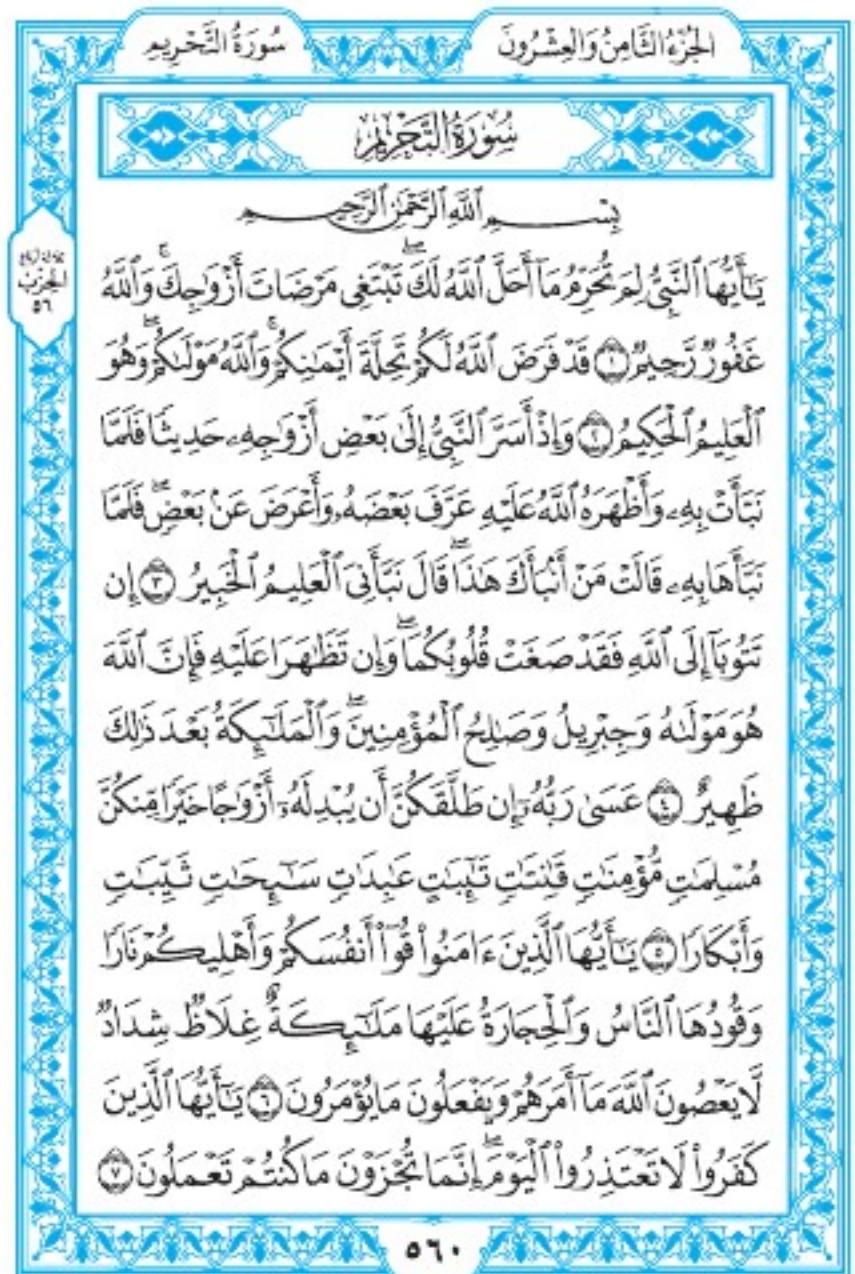 الجُزْءُ الثَّامِنُ وَالعِشْرُونَ
سُورَةُ التَّحْرِيمِ
سُورَةُ التَّحْرِيمِ
بِسْمِ ٱللَّهِ ٱلرَّحْمَٰنِ ٱلرَّحِيمِ
يَٰٓأَيُّهَا ٱلنَّبِىُّ لِمَ تُحَرِّمُ مَآ أَحَلَّ ٱللَّهُ لَكَۖ تَبْتَغِى مَرْضَاتَ أَزْوَٰجِكَۚ وَٱللَّهُ
غَفُورٌ رَّحِيمٌ ١ قَدْ فَرَضَ ٱللَّهُ لَكُمْ تَحِلَّةَ أَيْمَٰنِكُمْۚ وَٱللَّهُ مَوْلَىٰكُمْۖ وَهُوَ
ٱلْعَلِيمُ ٱلْحَكِيمُ ٢ وَإِذْ أَسَرَّ ٱلنَّبِىُّ إِلَىٰ بَعْضِ أَزْوَٰجِهِۦ حَدِيثًا فَلَمَّا
نَبَّأَتْ بِهِۦ وَأَظْهَرَهُ ٱللَّهُ عَلَيْهِ عَرَّفَ بَعْضَهُۥ وَأَعْرَضَ عَنۢ بَعْضٍۖ فَلَمَّا
نَبَّأَهَا بِهِۦ قَالَتْ مَنْ أَنۢبَأَكَ هَٰذَاۖ قَالَ نَبَّأَنِىَ ٱلْعَلِيمُ ٱلْخَبِيرُ ٣ إِن
تَتُوبَآ إِلَى ٱللَّهِ فَقَدْ صَغَتْ قُلُوبُكُمَاۖ وَإِن تَظَٰهَرَا عَلَيْهِ فَإِنَّ ٱللَّهَ
هُوَ مَوْلَىٰهُ وَجِبْرِيلُ وَصَٰلِحُ ٱلْمُؤْمِنِينَۖ وَٱلْمَلَٰٓئِكَةُ بَعْدَ ذَٰلِكَ
ظَهِيرٌ ٤ عَسَىٰ رَبُّهُۥٓ إِن طَلَّقَكُنَّ أَن يُبْدِلَهُۥٓ أَزْوَٰجًا خَيْرًا مِّنكُنَّ
مُسْلِمَٰتٍ مُّؤْمِنَٰتٍ قَٰنِتَٰتٍ تَٰٓئِبَٰتٍ عَٰبِدَٰتٍ سَٰٓئِحَٰتٍ ثَيِّبَٰتٍ
وَأَبْكَارًا ٥ يَٰٓأَيُّهَا ٱلَّذِينَ ءَامَنُوا۟ قُوٓا۟ أَنفُسَكُمْ وَأَهْلِيكُمْ نَارًا
وَقُودُهَا ٱلنَّاسُ وَٱلْحِجَارَةُ عَلَيْهَا مَلَٰٓئِكَةٌ غِلَاظٌ شِدَادٌ
لَّا يَعْصُونَ ٱللَّهَ مَآ أَمَرَهُمْ وَيَفْعَلُونَ مَا يُؤْمَرُونَ ٦ يَٰٓأَيُّهَا ٱلَّذِينَ
كَفَرُوا۟ لَا تَعْتَذِرُوا۟ ٱلْيَوْمَۖ إِنَّمَا تُجْزَوْنَ مَا كُنتُمْ تَعْمَلُونَ ٧
الحِزْبُ
٥٦
٥٦٠